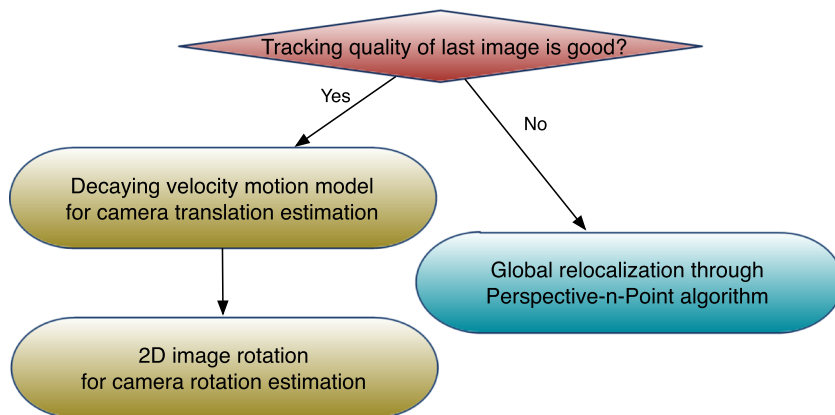 Tracking quality of last image is good?
Yes
No
Decaying velocity motion model
for camera translation estimation
Global relocalization through
Perspective-n-Point algorithm
2D image rotation
for camera rotation estimation